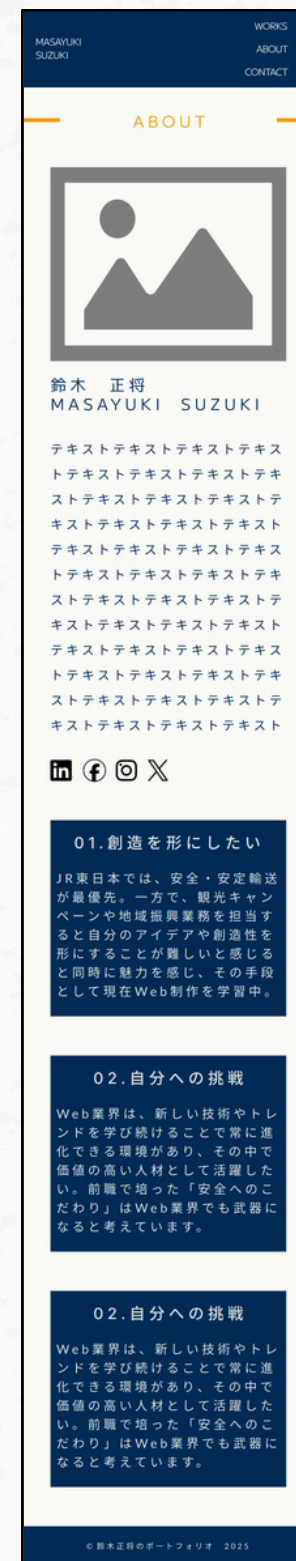 MASAYUKI
SUZUKI
WORKS
ABOUT
CONTACT
ABOUT
鈴木　正将
MASAYUKI　SUZUKI
テキストテキストテキストテキス
トテキストテキストテキストテキ
ストテキストテキストテキストテ
キストテキストテキストテキスト
テキストテキストテキストテキス
トテキストテキストテキストテキ
ストテキストテキストテキストテ
キストテキストテキストテキスト
テキストテキストテキストテキス
トテキストテキストテキストテキ
ストテキストテキストテキストテ
キストテキストテキストテキスト
in
01.創造を形にしたい
JR東日本では、安全・安定輸送
が最優先。一方で、観光キャン
ペーンや地域振興業務を担当す
ると自分のアイデアや創造性を
形にすることが難しいと感じる
と同時に魅力を感じ、その手段
として現在Web制作を学習中。
02.自分への挑戦
Web業界は、新しい技術やトレ
ンドを学び続けることで常に進
化できる環境があり、その中で
価値の高い人材として活躍した
い。前職で培った「安全へのこ
だわり」はWeb業界でも武器に
なると考えています。
02.自分への挑戦
Web業界は、新しい技術やトレ
ンドを学び続けることで常に進
化できる環境があり、その中で
価値の高い人材として活躍した
い。前職で培った「安全へのこ
だわり」はWeb業界でも武器に
なると考えています。
©鈴木正将のポートフォリオ　2025